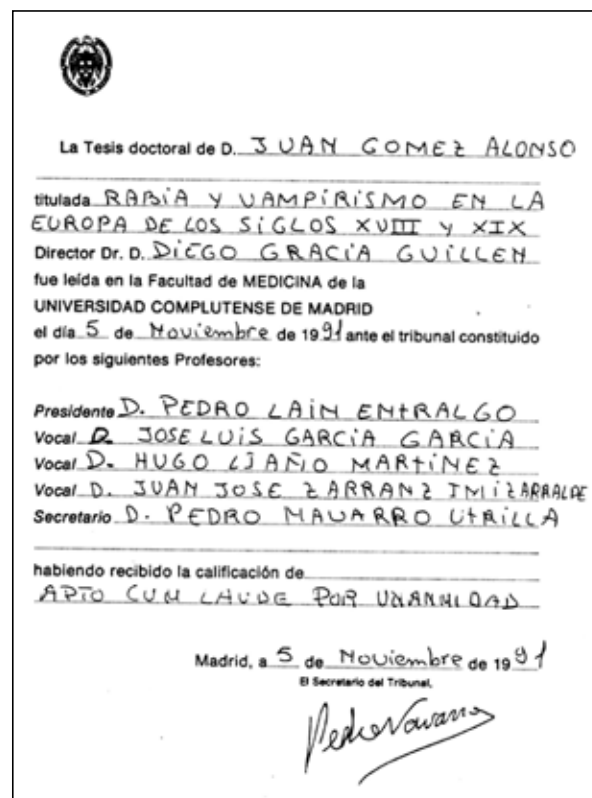 La Tesis doctoral de D. JUAN GOMEZ ALONSO
titulada RABiA Y VAMPiRiSMO EN LA
EUROPA DE LOS SiGLOS XVIII Y XIX
Director Dr. D. DiEGO GRACiA GUiLLEN
fue leída en la Facultad de MEDICINA de la
UNIVERSIDAD COMPLUTENSE DE MADRID
el día 5 de Noviembre de 1991 ante el tribunal constituido
por los siguientes Profesores:
Presidente D. PEDRO LAiN ENTRALGO
Vocal D. JOSE LUiS GARCiA GARCiA
Vocal D. HUGO LIAÑO MARTiNEZ
Vocal D. JUAN JOSE ZARRANZ IMiZARRALDE
Secretario D. PEDRO NAVARRO UTRiLLA
habiendo recibido la calificación de
APTO CUM LAUDE POR UNANMIDAD
Madrid, a 5 de Noviembre de 1991
El Secretario del Tribunal,
Pedro Navarro